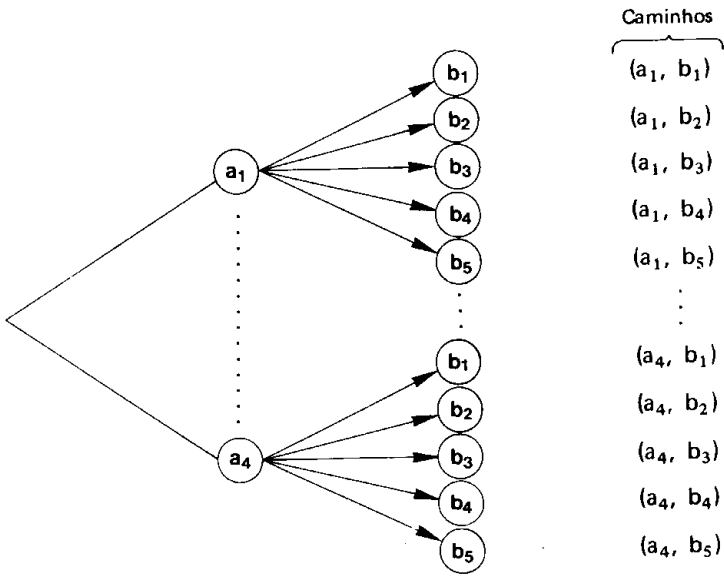 Caminhos
b₁ (a₁, b₁)
b₂ (a₁, b₂)
a₁ b₃ (a₁, b₃)
b₄ (a₁, b₄)
b₅ (a₁, b₅)
b₁ (a₄, b₁)
b₂ (a₄, b₂)
a₄ b₃ (a₄, b₃)
b₄ (a₄, b₄)
b₅ (a₄, b₅)